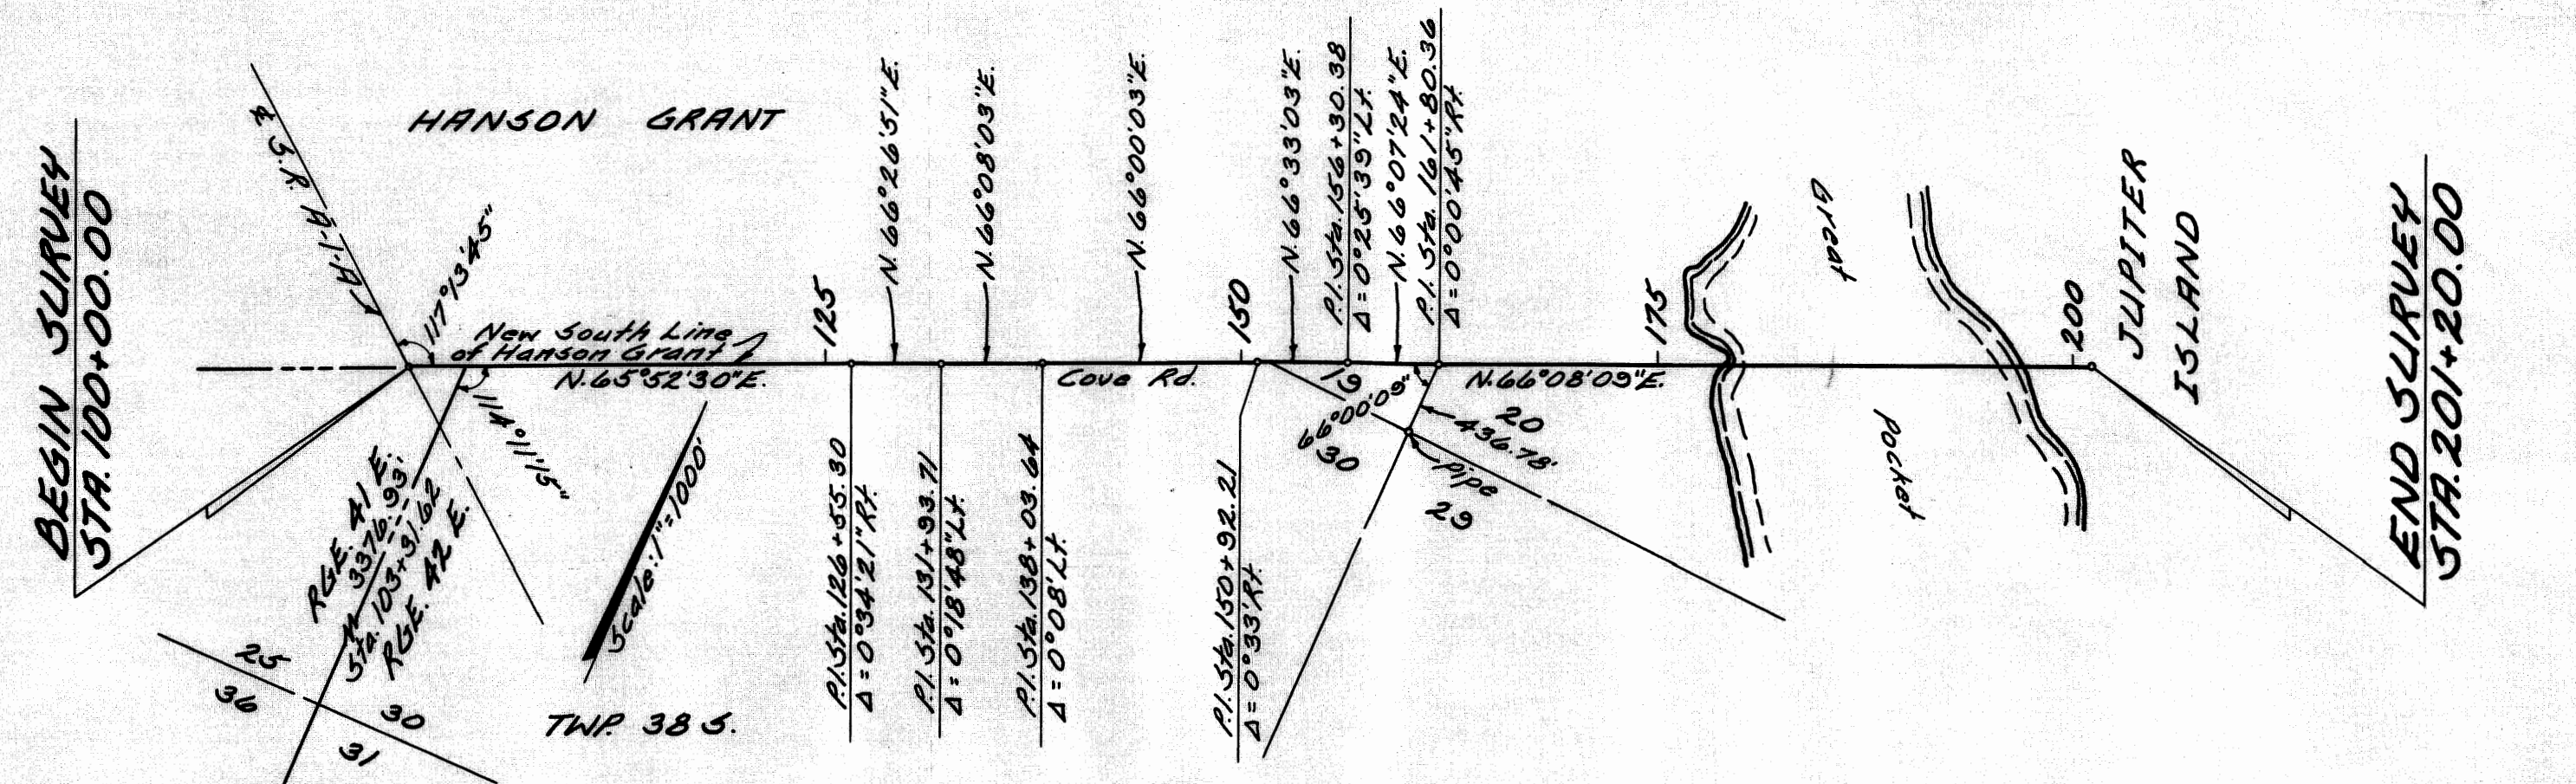 BEGIN SURVEY
STA. 100+00.00
S.R. A-1-A
HANSON GRANT
117°13'45"
New South Line
of Hanson Grant
N.65°52'30"E.
114°11'15"
RGE. 41 E.
3376.93'
Sta. 103+31.62
RGE. 42 E.
25
36
30
31
Scale: 1"=1000'
TWP. 38 S.
125
N.66°26'51"E.
N.66°08'03"E.
N.66°00'03"E.
150
N.66°33'03"E.
P.I. Sta. 156+30.38
Δ=0°25'39"Lt.
N.66°07'24"E.
P.I. Sta. 161+80.36
Δ=0°00'45"Rt.
Cove Rd.
P.I. Sta. 126+55.30
Δ=0°34'21"Rt.
P.I. Sta. 131+93.71
Δ=0°18'48"Lt.
P.I. Sta. 138+03.64
Δ=0°08'Lt.
P.I. Sta. 150+92.21
Δ=0°33'Rt.
19
66°00'09"
30
N.66°08'09"E.
20
436.78'
Pipe
29
175
Great
Pocket
200
JUPITER
ISLAND
END SURVEY
STA. 201+20.00